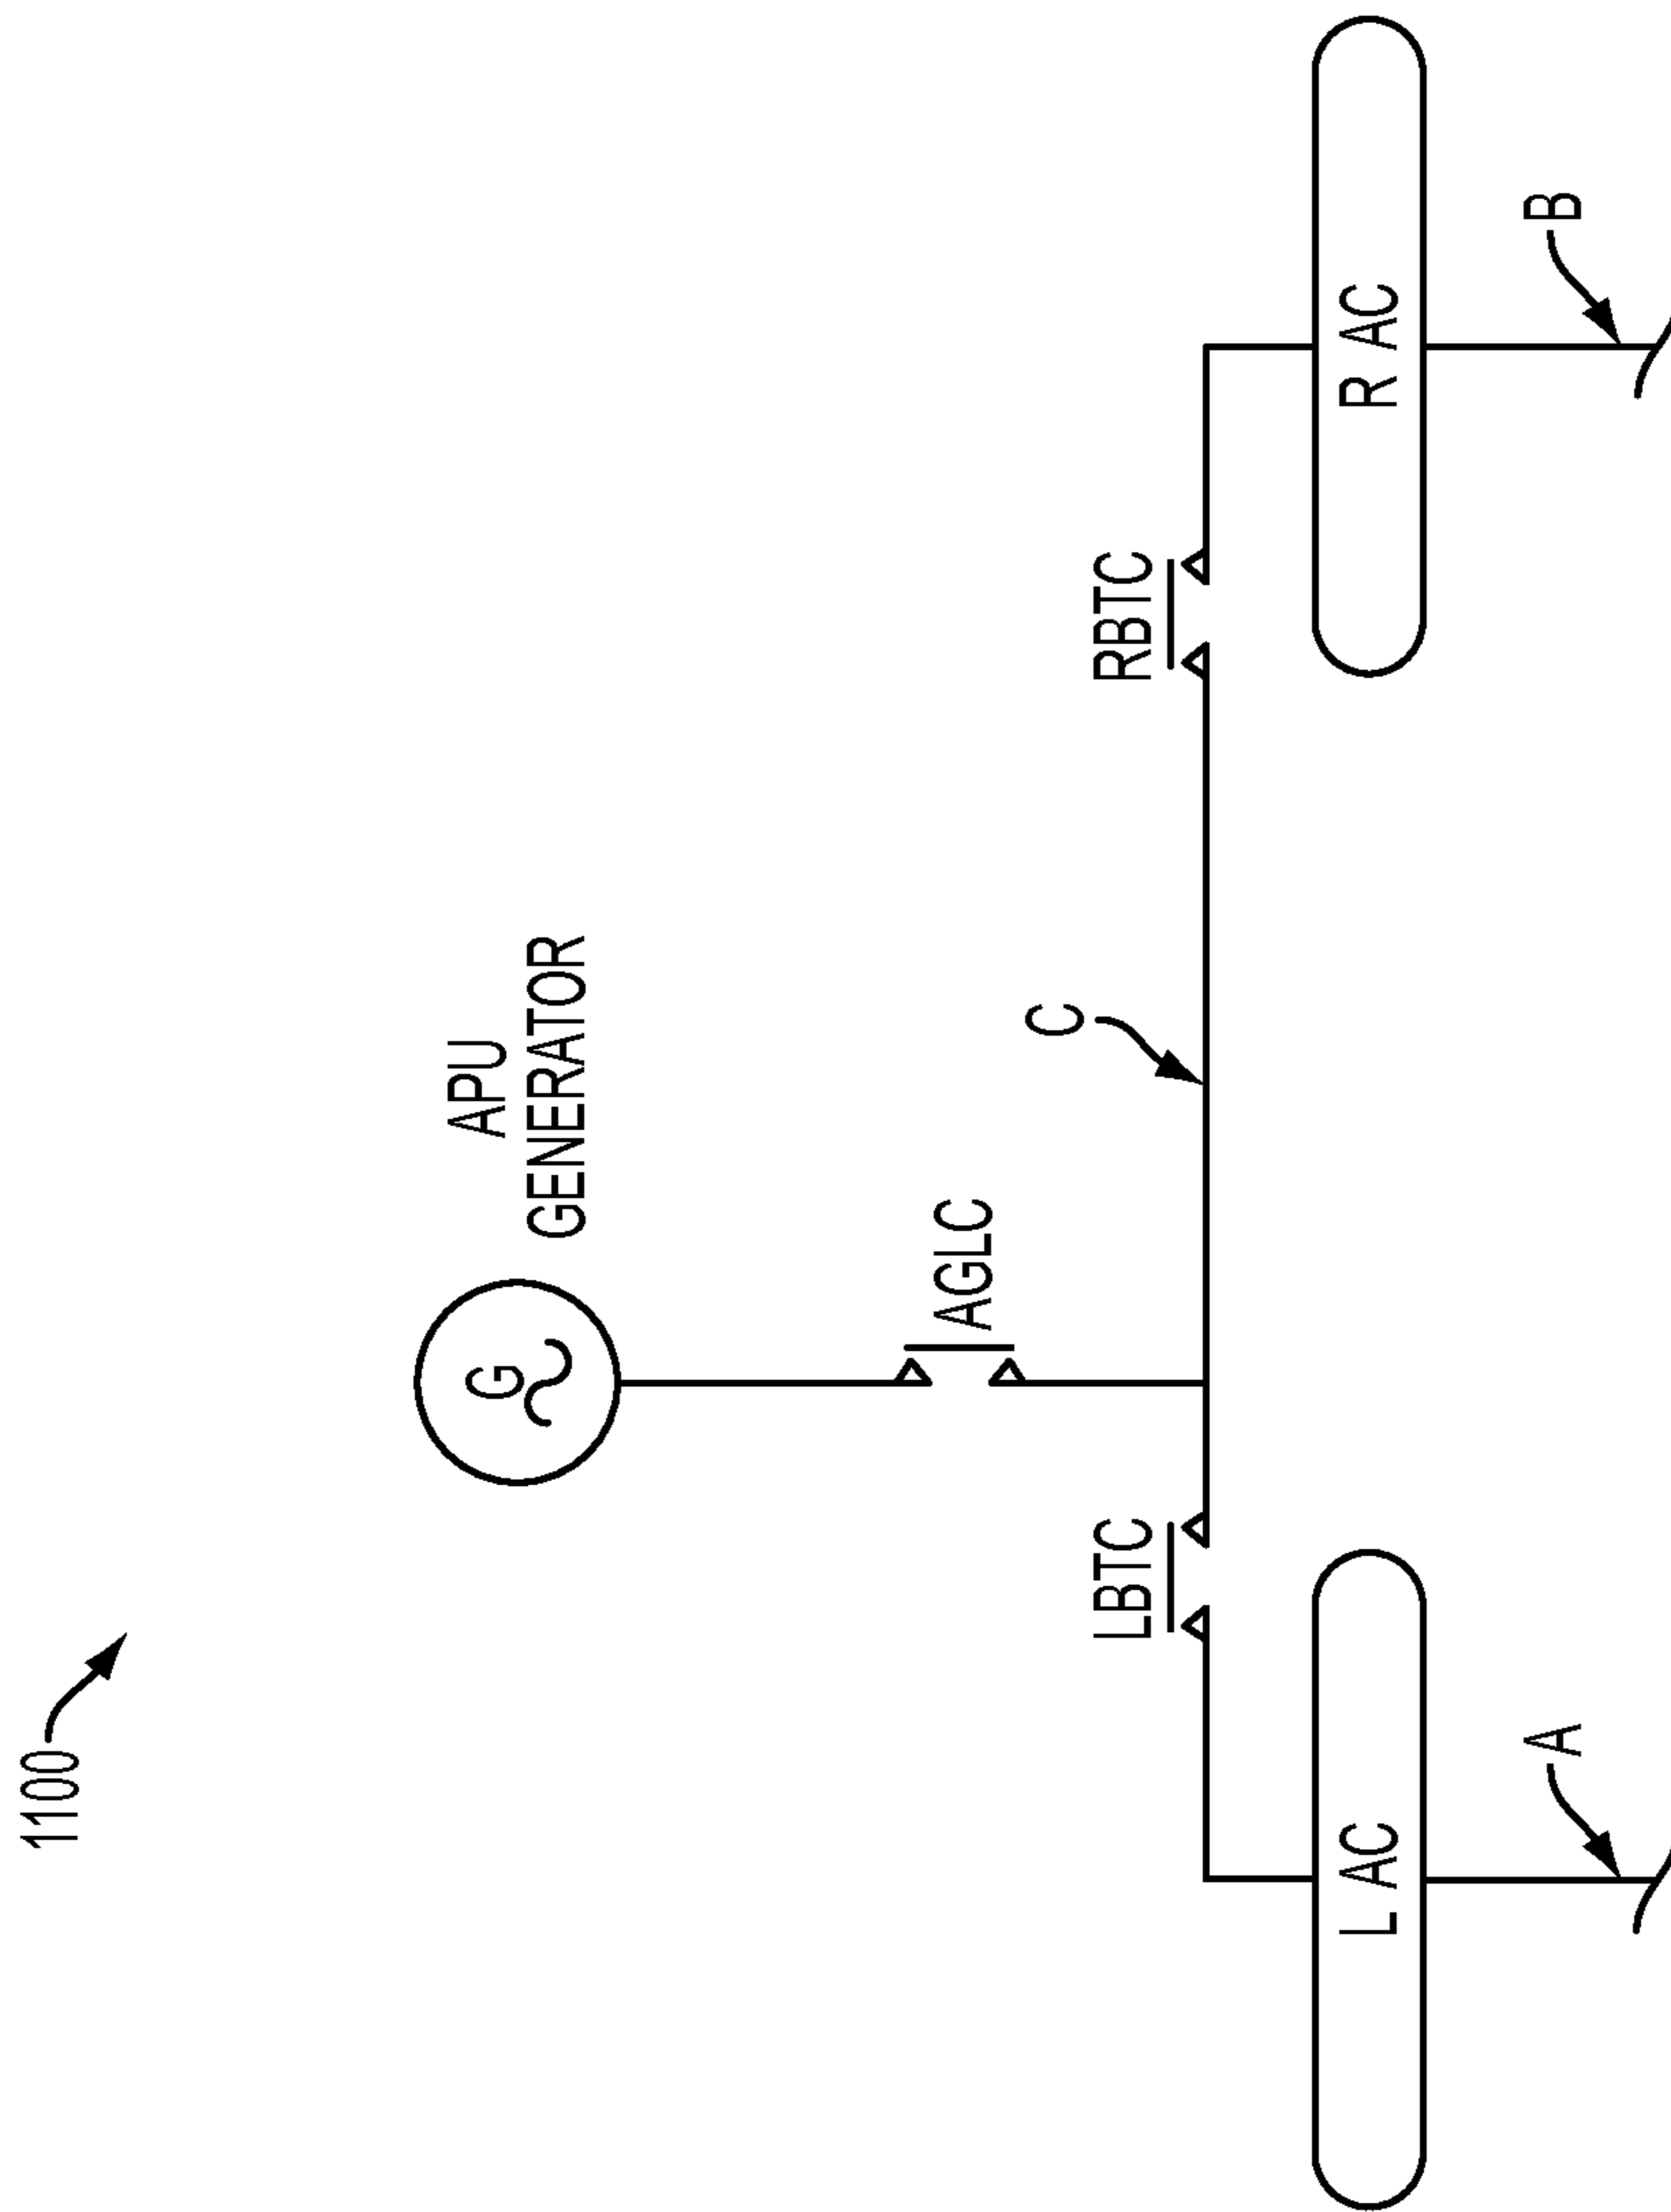 1100
APU
GENERATOR
G
AGLC
C
LBTC
RBTC
L AC
R AC
A
B